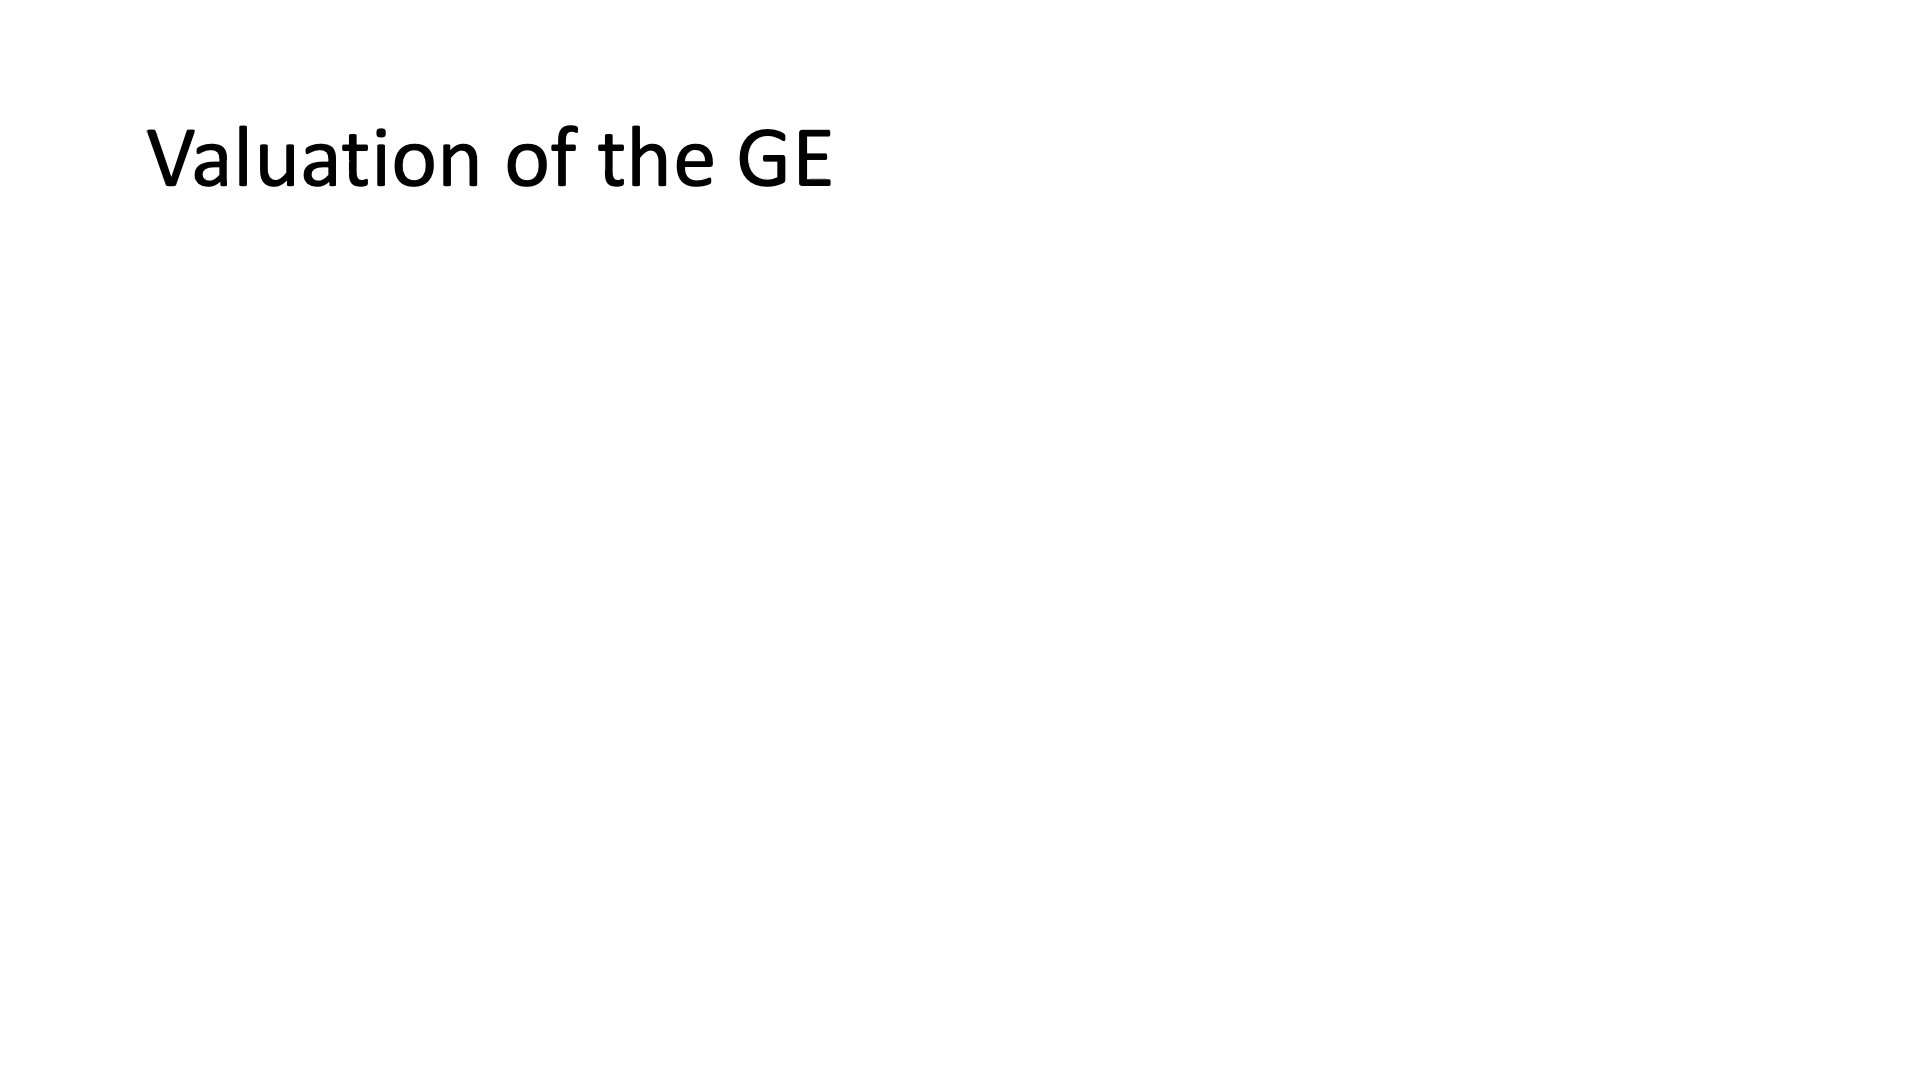 Valuation of the GE